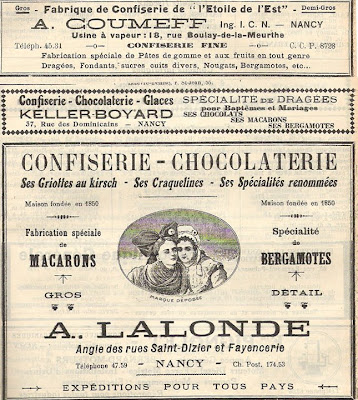 Gros - Fabrique de Confiserie de "l'Etoile de l'Est" - Demi-Gros
A. COUMEFF, Ing. I. C. N. — NANCY
Usine à vapeur : 18, rue Boulay-de-la-Meurthe
Téléph. 45.31 CONFISERIE FINE C. C. P. 8728
Fabrication spéciale de Pâtes de gomme et aux fruits en tout genre
Dragées, Fondants, sucres cuits divers, Nougats, Bergamotes, etc...
Confiserie - Chocolaterie - Glaces
KELLER-BOYARD
37, Rue des Dominicains — NANCY
SPÉCIALITÉ DE DRAGÉES
pour Baptêmes et Mariages
SES CHOCOLATS
SES MACARONS
SES BERGAMOTES
CONFISERIE - CHOCOLATERIE
Ses Griottes au kirsch - Ses Craquelines - Ses Spécialités renommées
Maison fondée en 1850
Fabrication spéciale
de
MACARONS
GROS
MARQUE DÉPOSÉE
Maison fondée en 1850
Spécialité
de
BERGAMOTES
DÉTAIL
A. LALONDE
Angle des rues Saint-Dizier et Fayencerie
Téléphone 47.59 — NANCY — Ch. Post. 174.53
EXPÉDITIONS POUR TOUS PAYS